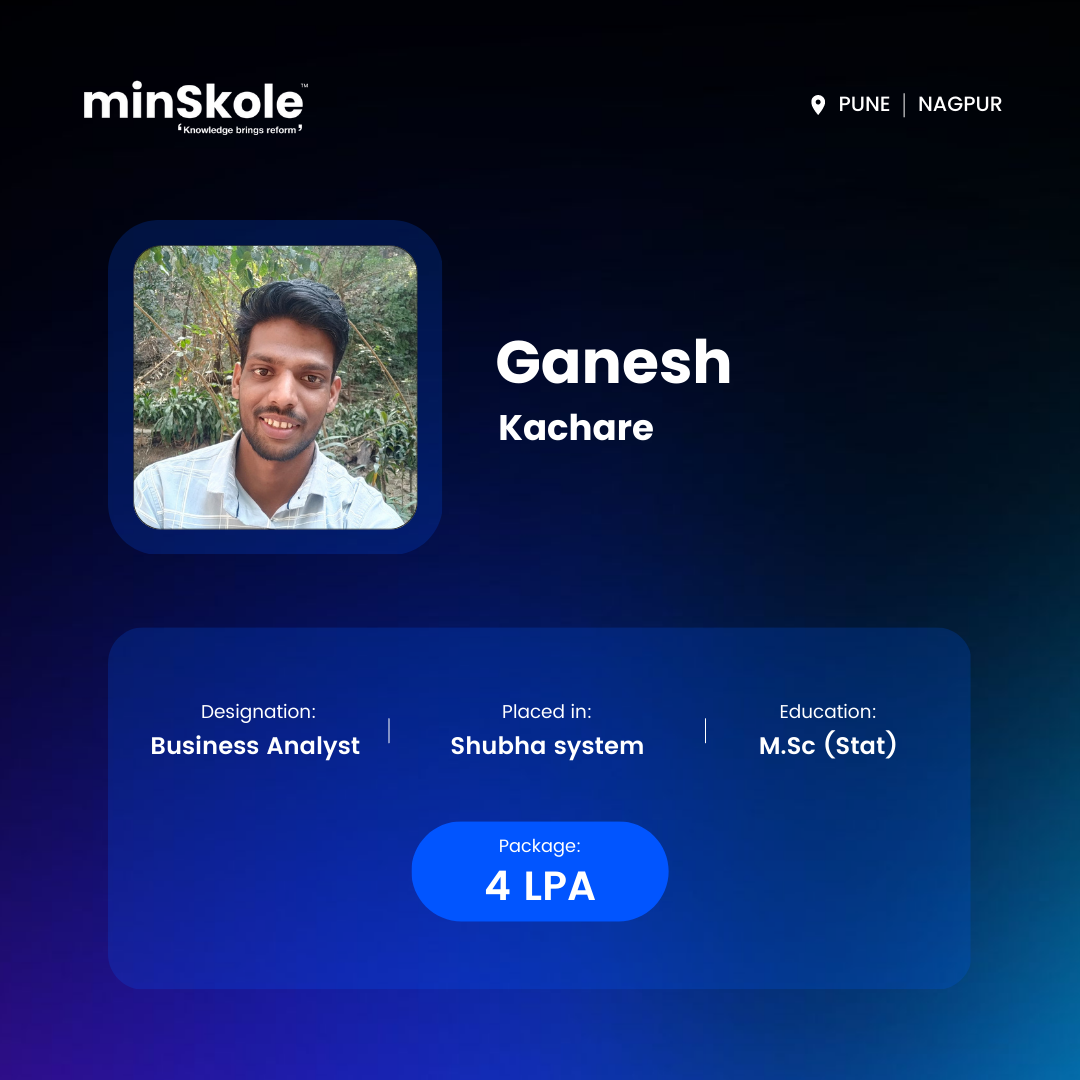 minSkole™
‘Knowledge brings reform’
PUNE | NAGPUR
Ganesh
Kachare
Designation:
Business Analyst
Placed in:
Shubha system
Education:
M.Sc (Stat)
Package:
4 LPA